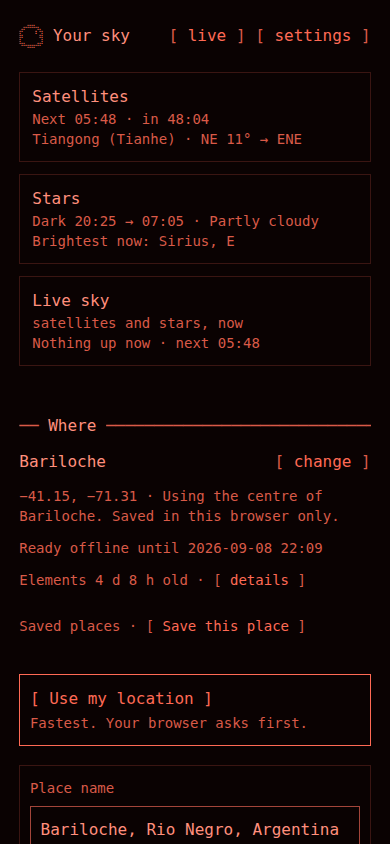 Your sky [ live ] [ settings ]
Satellites
Next 05:48 · in 48:04
Tiangong (Tianhe) · NE 11° → ENE
Stars
Dark 20:25 → 07:05 · Partly cloudy
Brightest now: Sirius, E
Live sky
satellites and stars, now
Nothing up now · next 05:48
Where
Bariloche [ change ]
−41.15, −71.31 · Using the centre of
Bariloche. Saved in this browser only.
Ready offline until 2026-09-08 22:09
Elements 4 d 8 h old · [ details ]
Saved places · [ Save this place ]
[ Use my location ]
Fastest. Your browser asks first.
Place name
Bariloche, Rio Negro, Argentina